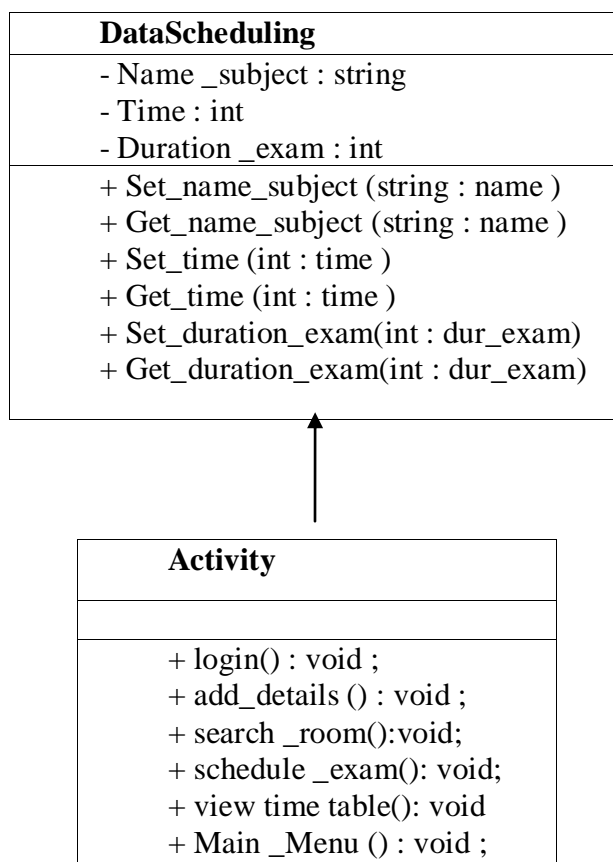 DataScheduling
- Name _subject : string
- Time : int
- Duration _exam : int
+ Set_name_subject (string : name )
+ Get_name_subject (string : name )
+ Set_time (int : time )
+ Get_time (int : time )
+ Set_duration_exam(int : dur_exam)
+ Get_duration_exam(int : dur_exam)
Activity
+ login() : void ;
+ add_details () : void ;
+ search _room():void;
+ schedule _exam(): void;
+ view time table(): void
+ Main _Menu () : void ;